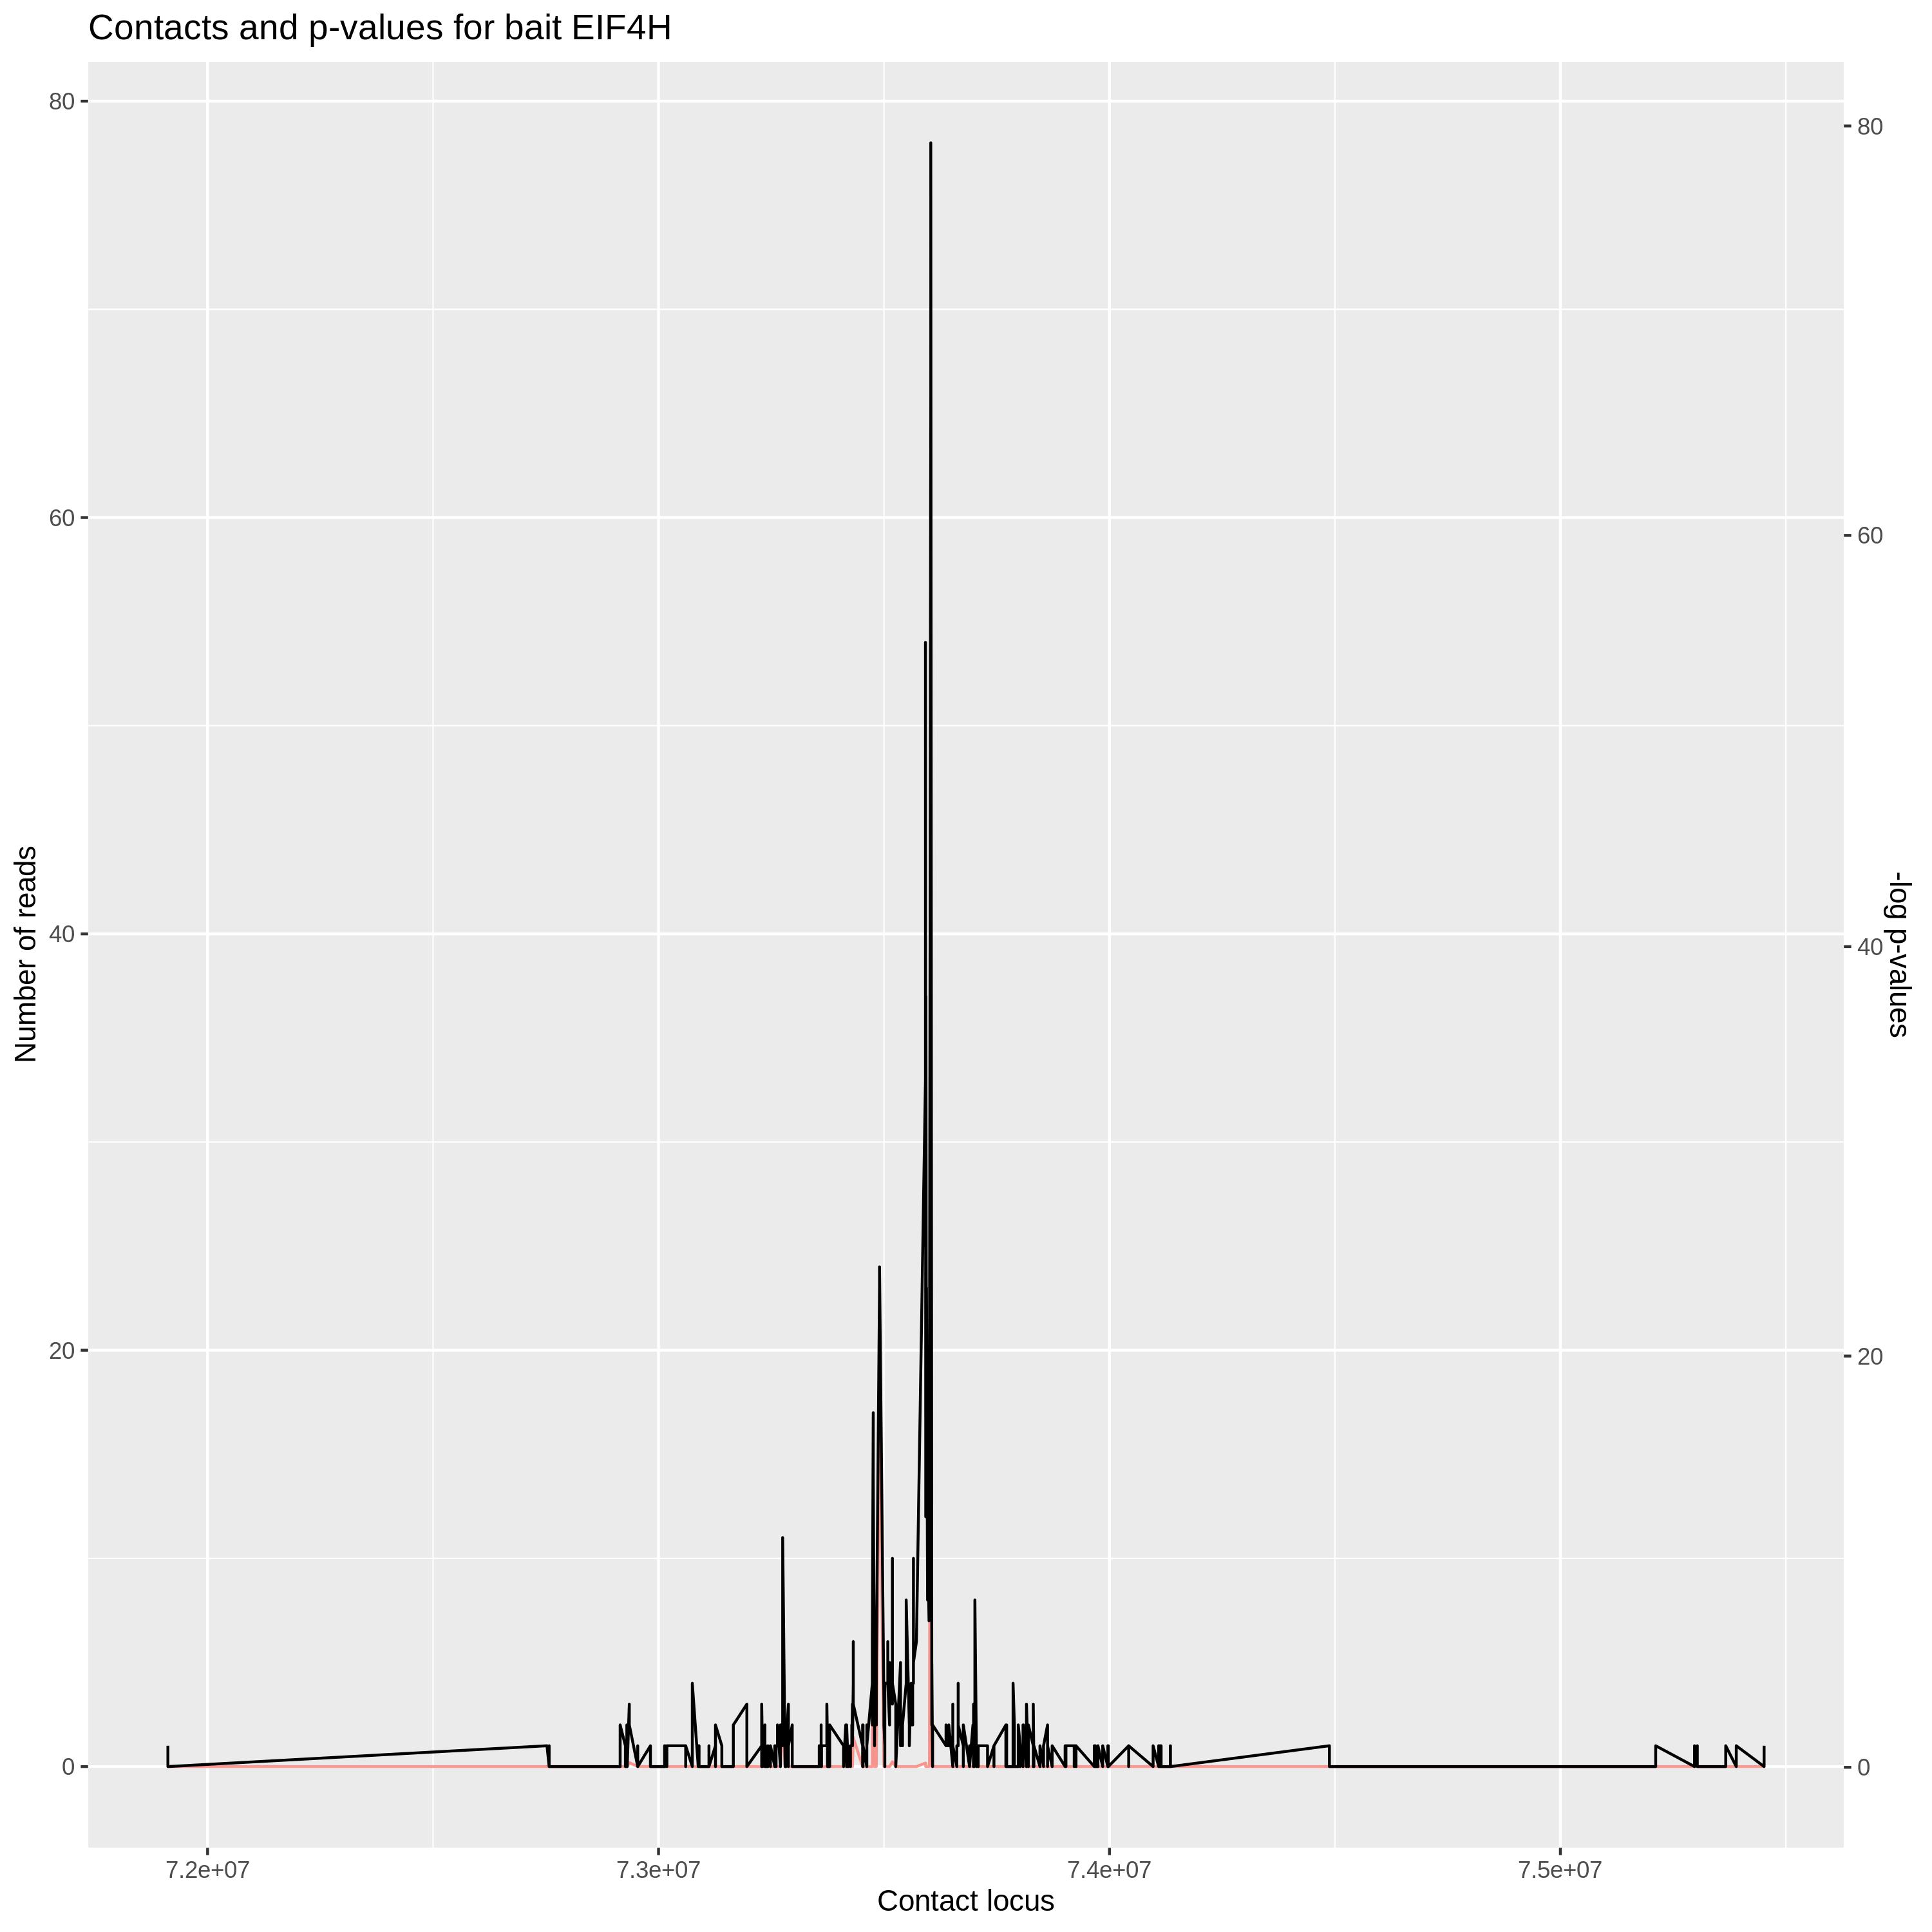 Contacts and p-values for bait EIF4H
80
60
40
20
0
Number of reads
80
60
40
20
0
-log p-values
7.2e+07
7.3e+07
7.4e+07
7.5e+07
Contact locus